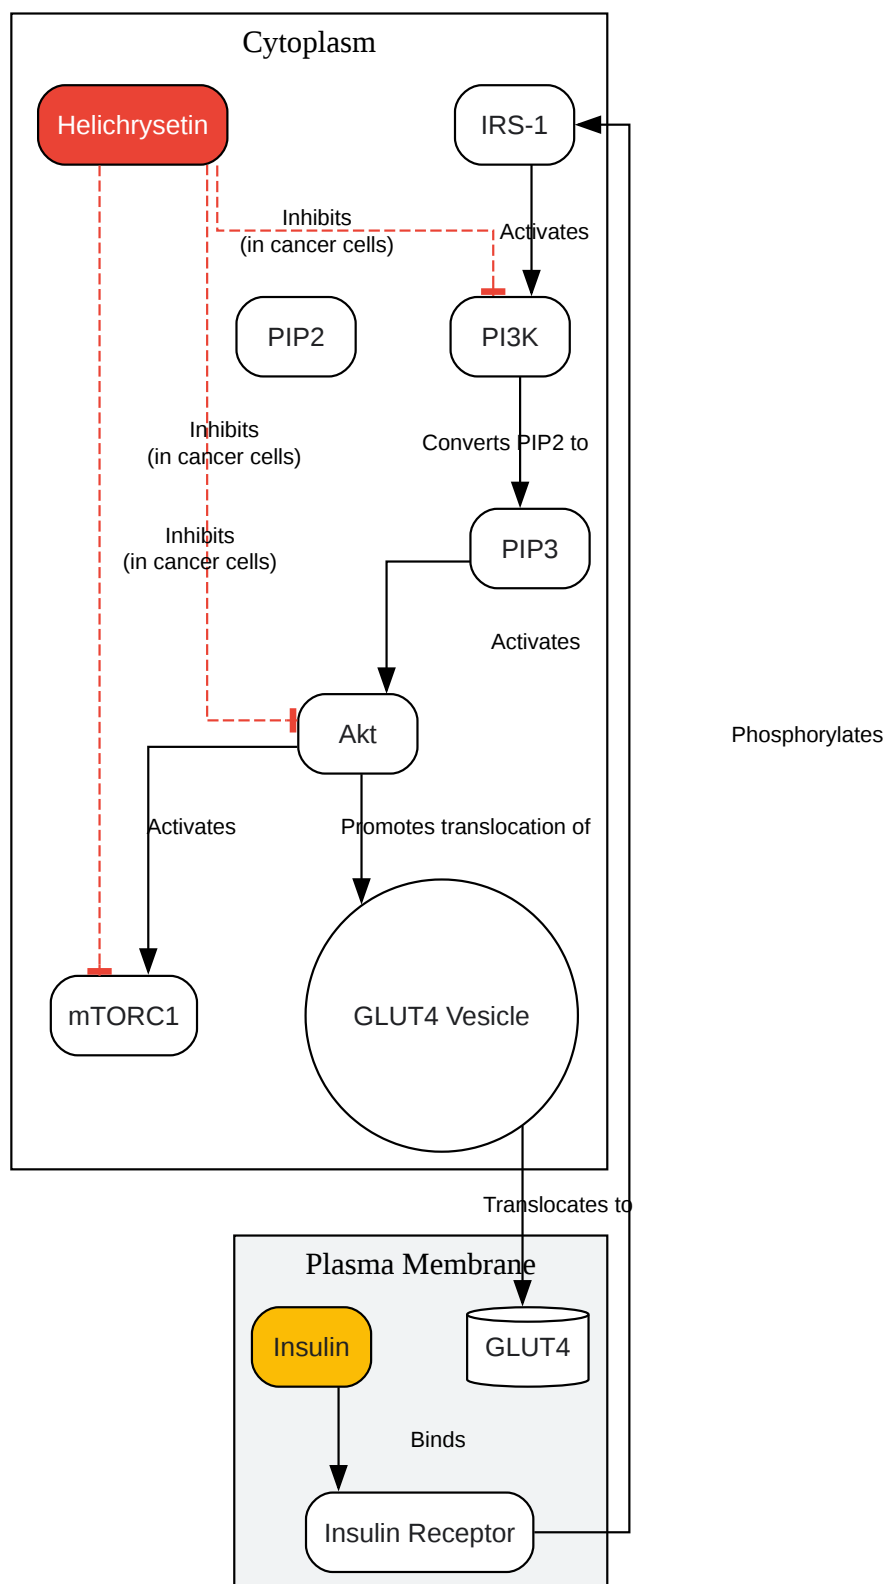 Cytoplasm
Helichrysetin
IRS-1
Inhibits
(in cancer cells)
Activates
PIP2
PI3K
Inhibits
(in cancer cells)
Converts PIP2 to
Inhibits
(in cancer cells)
PIP3
Activates
Akt
Phosphorylates
Activates
Promotes translocation of
mTORC1
GLUT4 Vesicle
Translocates to
Plasma Membrane
Insulin
GLUT4
Binds
Insulin Receptor